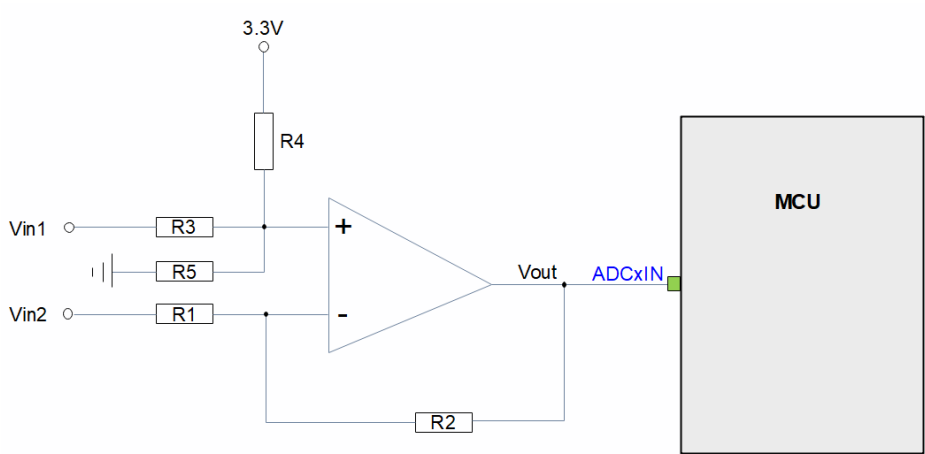 3.3V
R4
MCU
Vin1
R3
+
R5
Vout
ADCxIN
Vin2
R1
-
R2